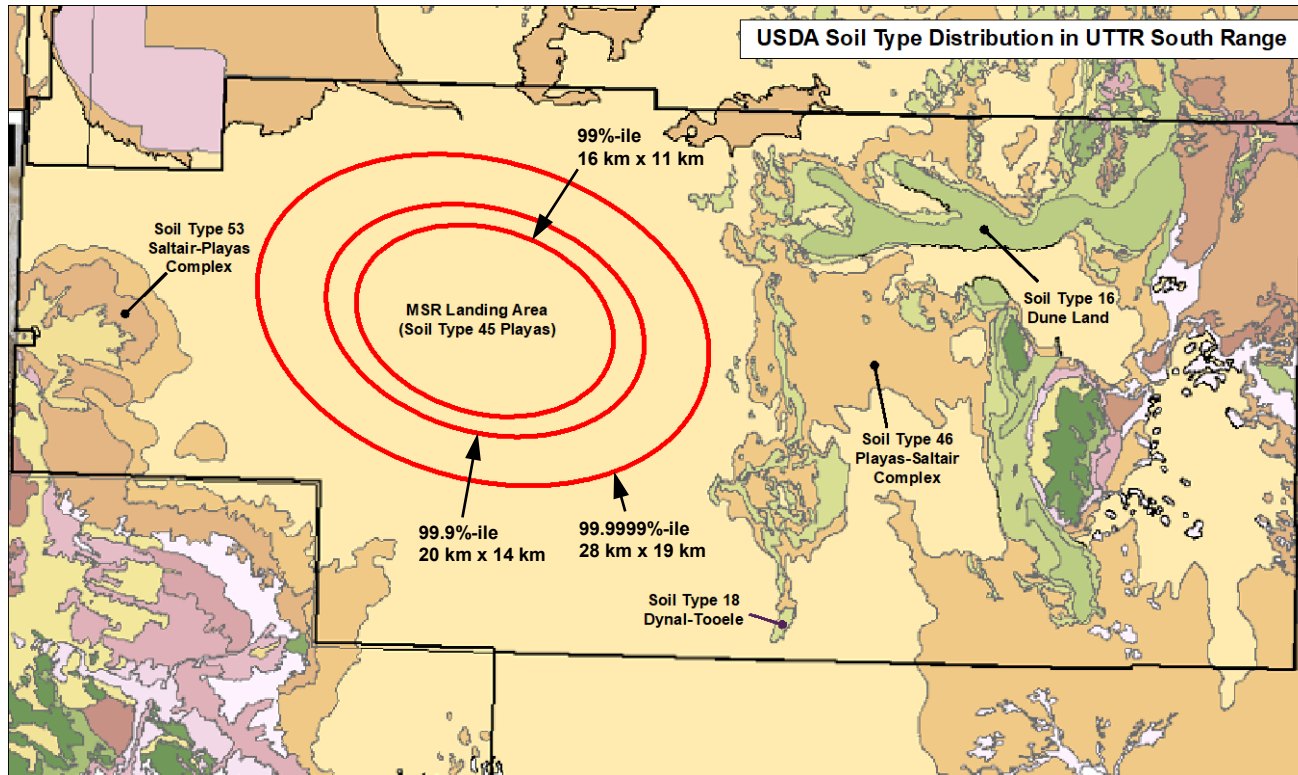 USDA Soil Type Distribution in UTTR South Range
99%-ile
16 km x 11 km
Soil Type 53
Saltair-Playas
Complex
MSR Landing Area
(Soil Type 45 Playas)
Soil Type 16
Dune Land
Soil Type 46
Playas-Saltair
Complex
99.9%-ile
20 km x 14 km
99.9999%-ile
28 km x 19 km
Soil Type 18
Dynal-Tooele